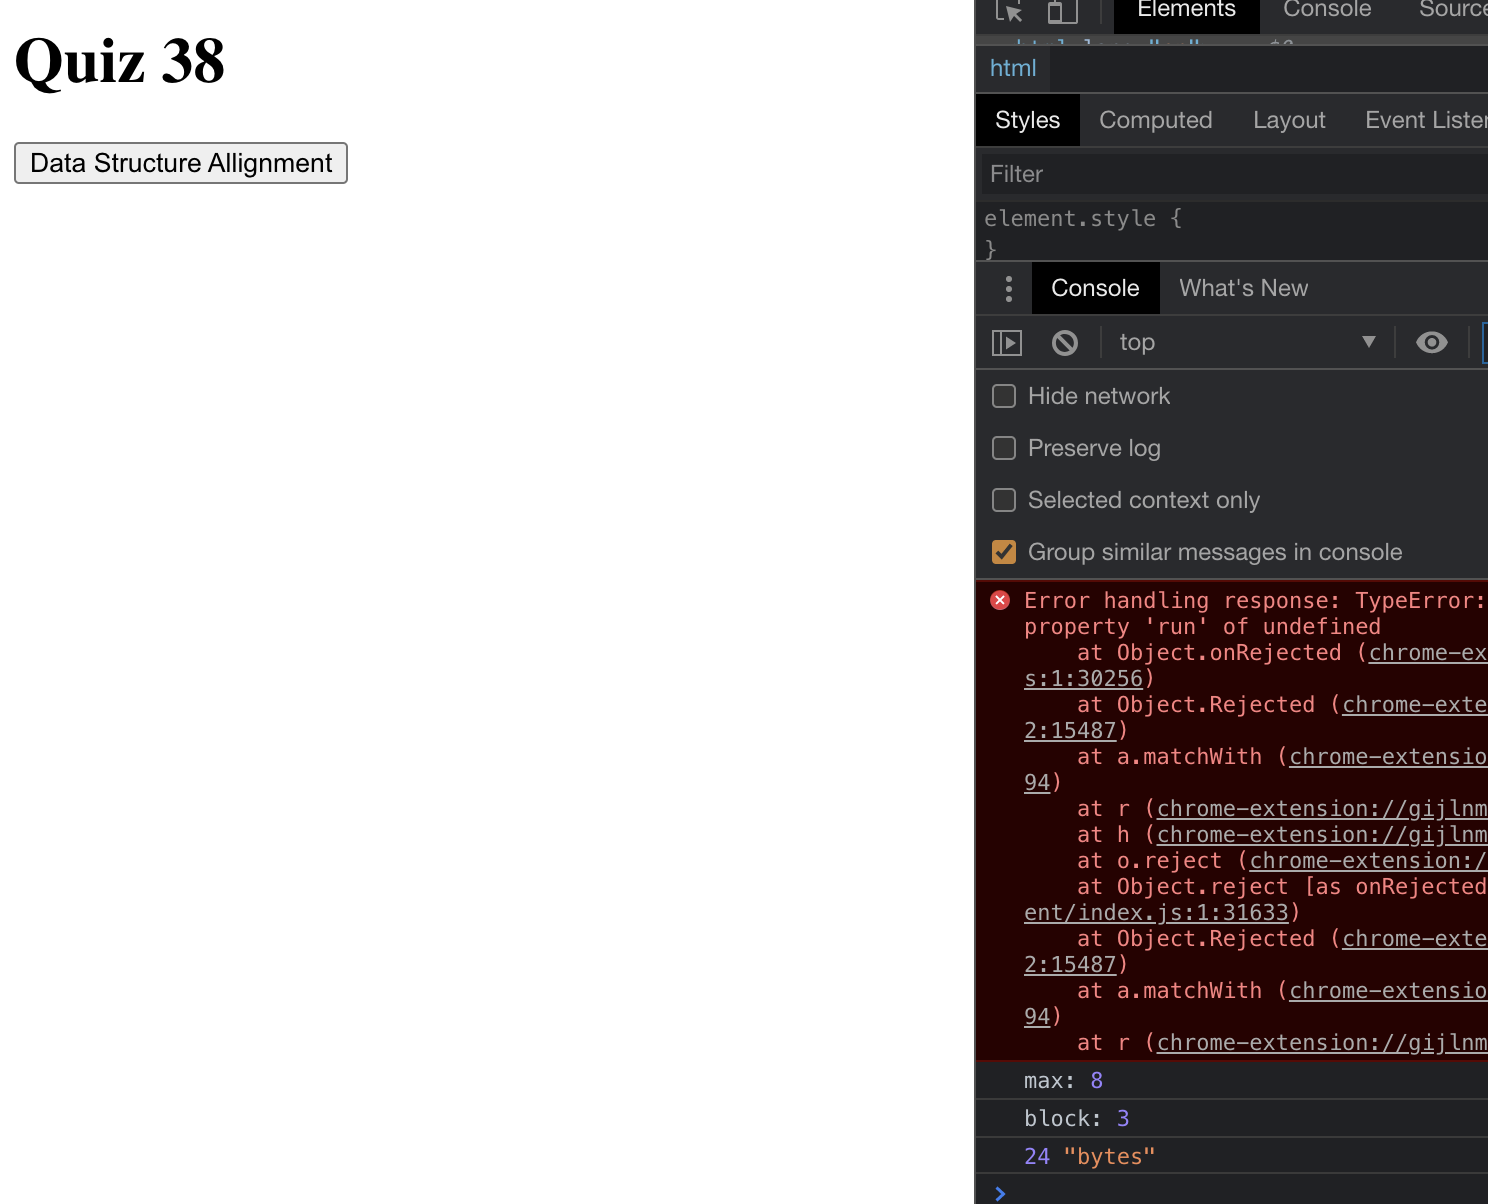 Quiz 38
Data Structure Allignment
Elements Console
html
Styles Computed Layout Event
Filter
element.style {
}
Console What's New
top
Hide network
Preserve log
Selected context only
Group similar messages in console
Error handling response: TypeError:
property 'run' of undefined
at Object.onRejected (chrome-ex
s:1:30256)
at Object.Rejected (chrome-exte
2:15487)
at a.matchWith (chrome-extensio
94)
at r (chrome-extension://gijlnm
at h (chrome-extension://gijlnm
at o.reject (chrome-extension:/
at Object.reject [as onRejected
ent/index.js:1:31633)
at Object.Rejected (chrome-exte
2:15487)
at a.matchWith (chrome-extensio
94)
at r (chrome-extension://gijlnm
max: 8
block: 3
24 "bytes"